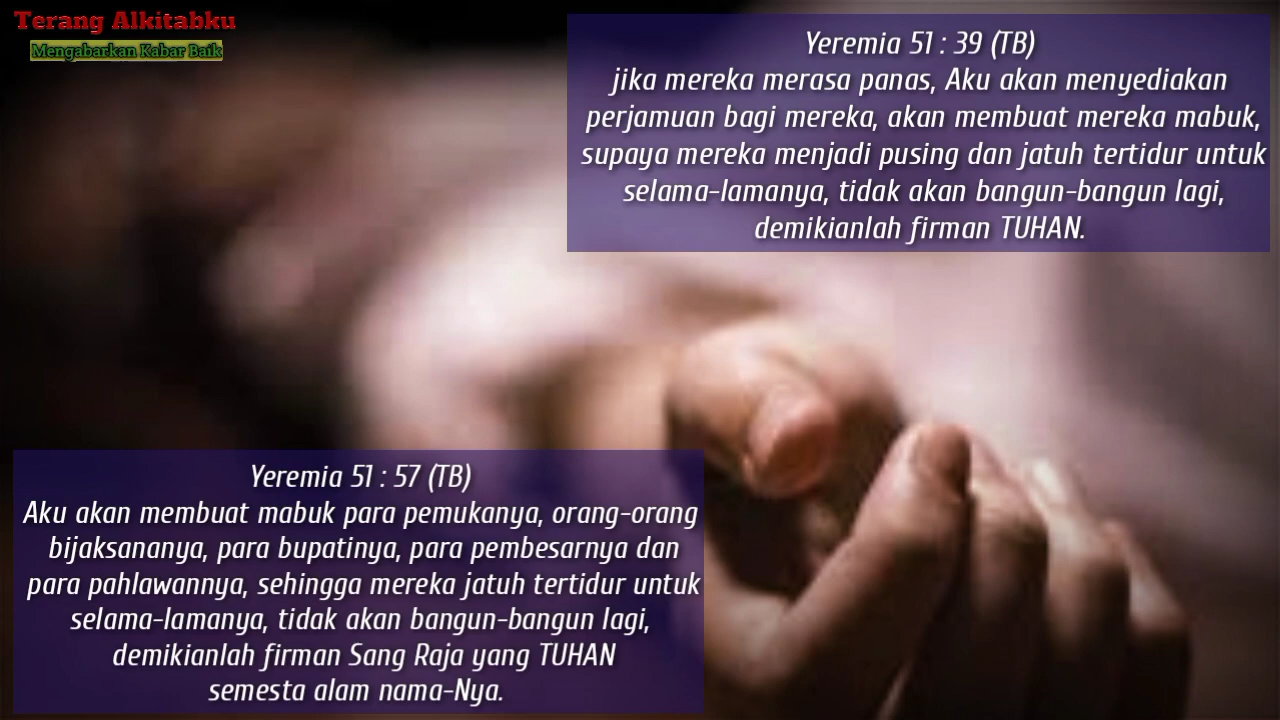 Terang Alkitabku
Mengabarkan Kabar Baik
Yeremia 51 : 39 (TB)
jika mereka merasa panas, Aku akan menyediakan
perjamuan bagi mereka, akan membuat mereka mabuk,
supaya mereka menjadi pusing dan jatuh tertidur untuk
selama-lamanya, tidak akan bangun-bangun lagi,
demikianlah firman TUHAN.
Yeremia 51 : 57 (TB)
Aku akan membuat mabuk para pemukanya, orang-orang
bijaksananya, para bupatinya, para pembesarnya dan
para pahlawannya, sehingga mereka jatuh tertidur untuk
selama-lamanya, tidak akan bangun-bangun lagi,
demikianlah firman Sang Raja yang TUHAN
semesta alam nama-Nya.